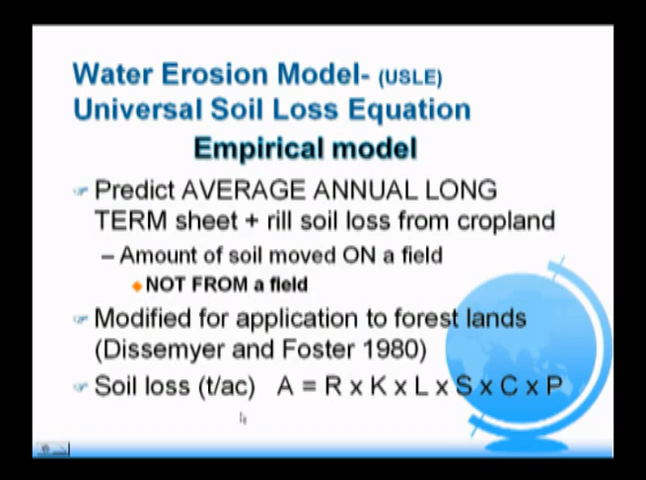 Water Erosion Model- (USLE)
Universal Soil Loss Equation
Empirical model
Predict AVERAGE ANNUAL LONG
TERM sheet + rill soil loss from cropland
– Amount of soil moved ON a field
NOT FROM a field
Modified for application to forest lands
(Dissemyer and Foster 1980)
Soil loss (t/ac) A = R x K x L x S x C x P